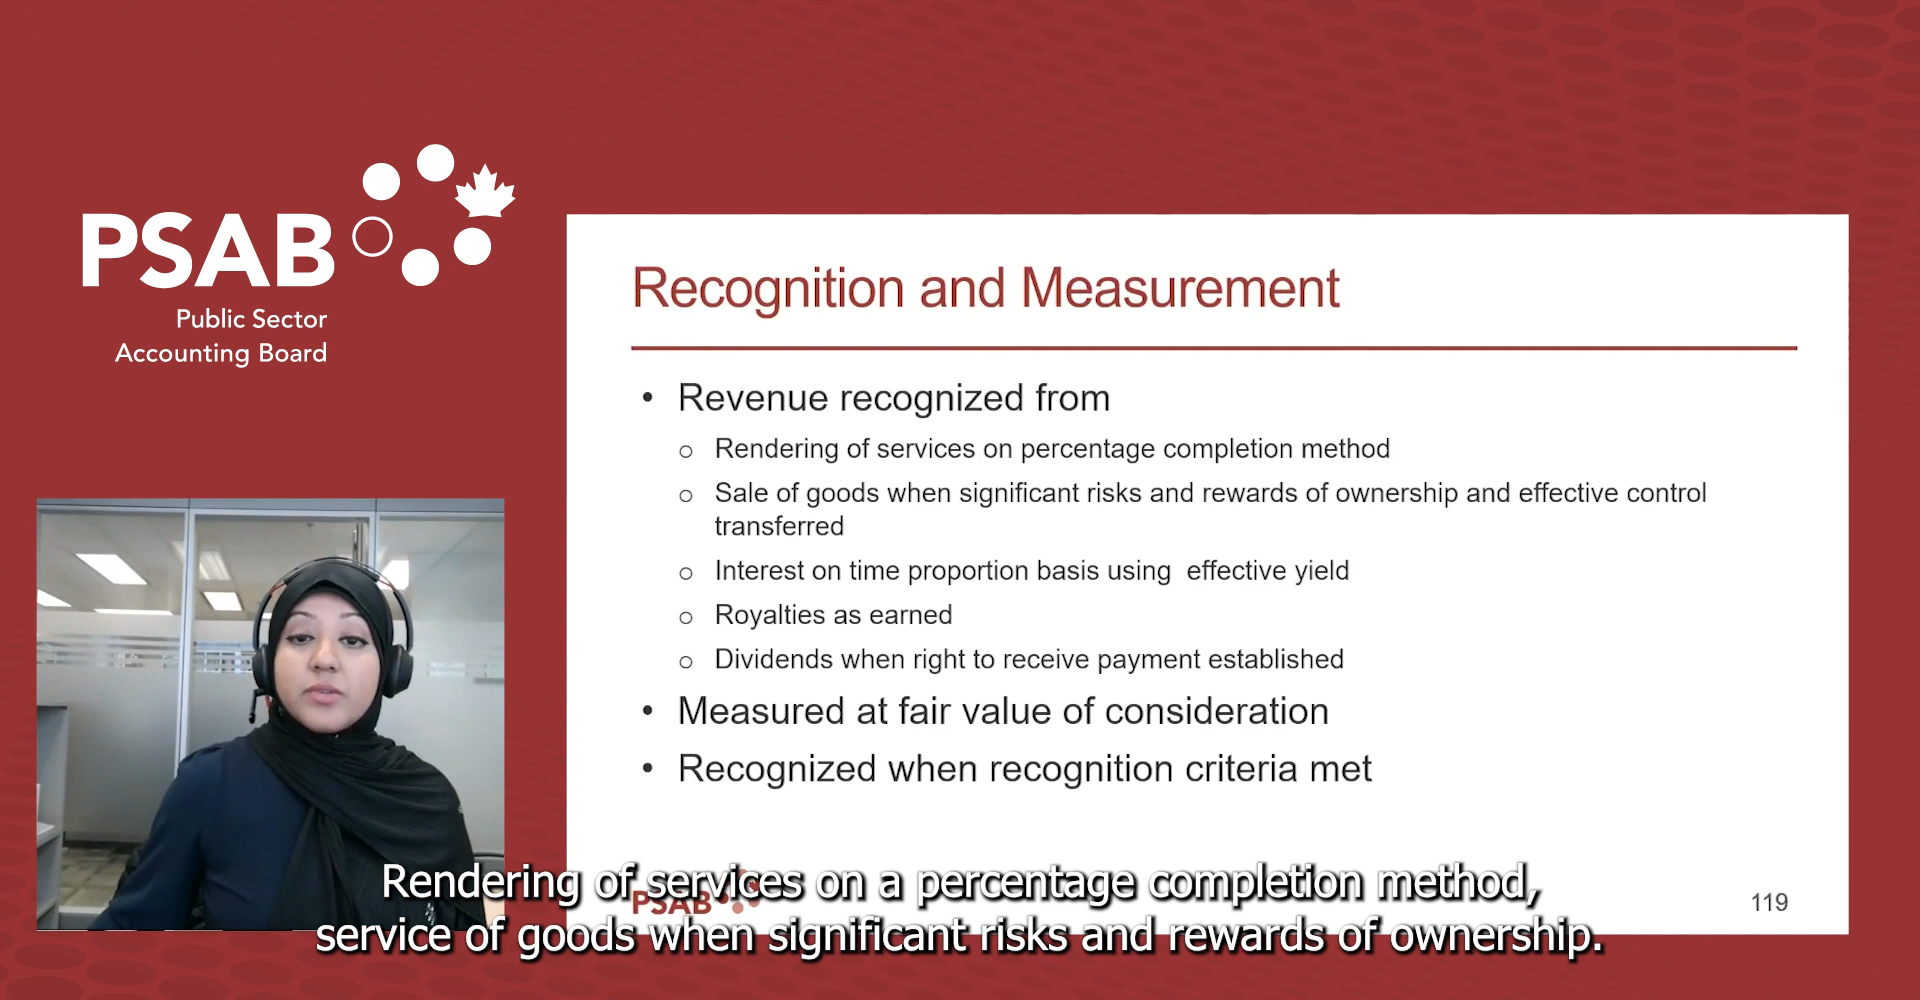 PSAB
Public Sector
Accounting Board
Recognition and Measurement
• Revenue recognized from
o Rendering of services on percentage completion method
o Sale of goods when significant risks and rewards of ownership and effective control
transferred
o Interest on time proportion basis using  effective yield
o Royalties as earned
o Dividends when right to receive payment established
• Measured at fair value of consideration
• Recognized when recognition criteria met
PSAB
119
Rendering of services on a percentage completion method,
service of goods when significant risks and rewards of ownership.